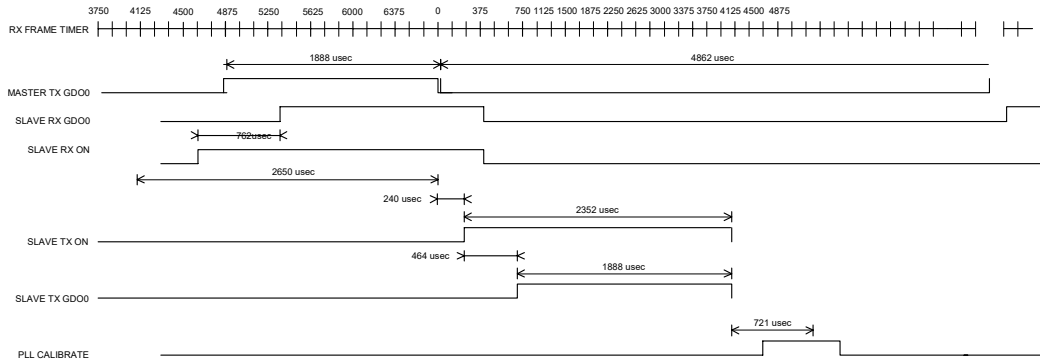 3750 4125 4500 4875 5250 5625 6000 6375 0 375 750 1125 1500 1875 2250 2625 3000 3375 3750 4125 4500 4875
RX FRAME TIMER
1888 usec 4862 usec
MASTER TX GDO0
SLAVE RX GDO0
762usec
SLAVE RX ON
2650 usec
240 usec
2352 usec
SLAVE TX ON
464 usec
1888 usec
SLAVE TX GDO0
721 usec
PLL CALIBRATE